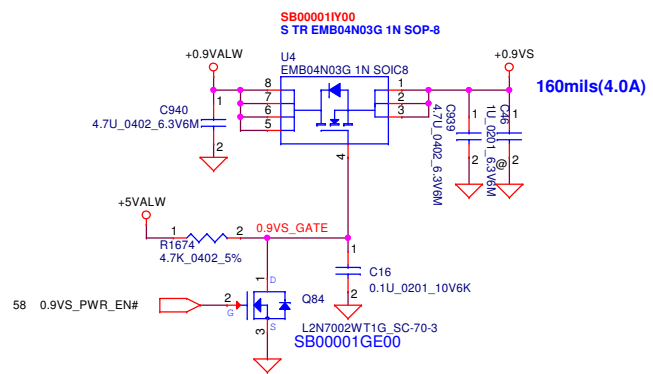 SB00001IY00
S TR EMB04N03G 1N SOP-8
+0.9VALW
U4
EMB04N03G 1N SOIC8
+0.9VS
160mils(4.0A)
8
7
6
5
1
2
3
4
1
C940
4.7U_0402_6.3V6M
2
1
C939
4.7U_0402_6.3V6M
2
1
C46
1U_0201_6.3V6M
@
2
+5VALW
1
2
R1674
4.7K_0402_5%
0.9VS_GATE
1
C16
0.1U_0201_10V6K
2
1
D
58
0.9VS_PWR_EN#
2
G
Q84
3
S
L2N7002WT1G_SC-70-3
SB00001GE00